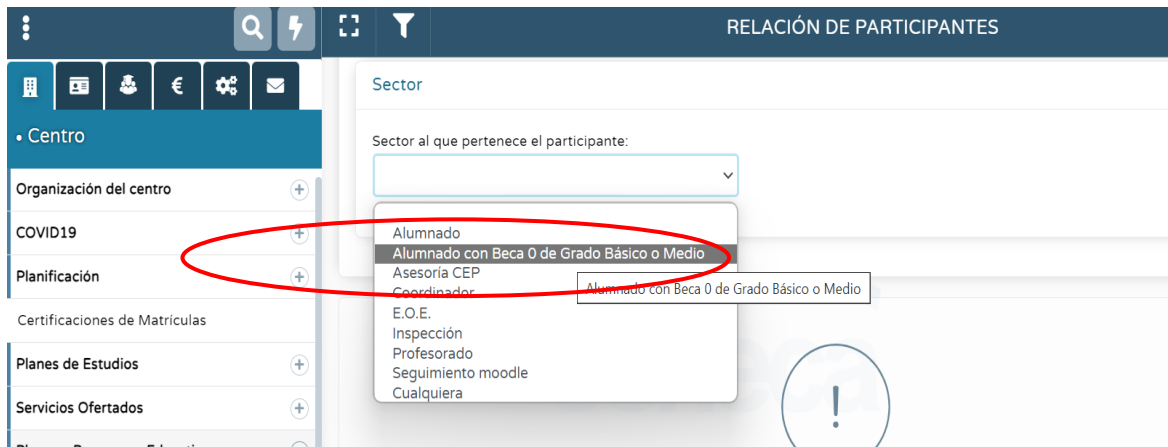 RELACIÓN DE PARTICIPANTES
€
• Centro
Organización del centro
COVID19
Planificación
Certificaciones de Matrículas
Planes de Estudios
Servicios Ofertados
Sector
Sector al que pertenece el participante:
Alumnado
Alumnado con Beca 0 de Grado Básico o Medio
Asesoría CEP
Coordinador
E.O.E.
Inspección
Profesorado
Seguimiento moodle
Cualquiera
Alumnado con Beca 0 de Grado Básico o Medio
!